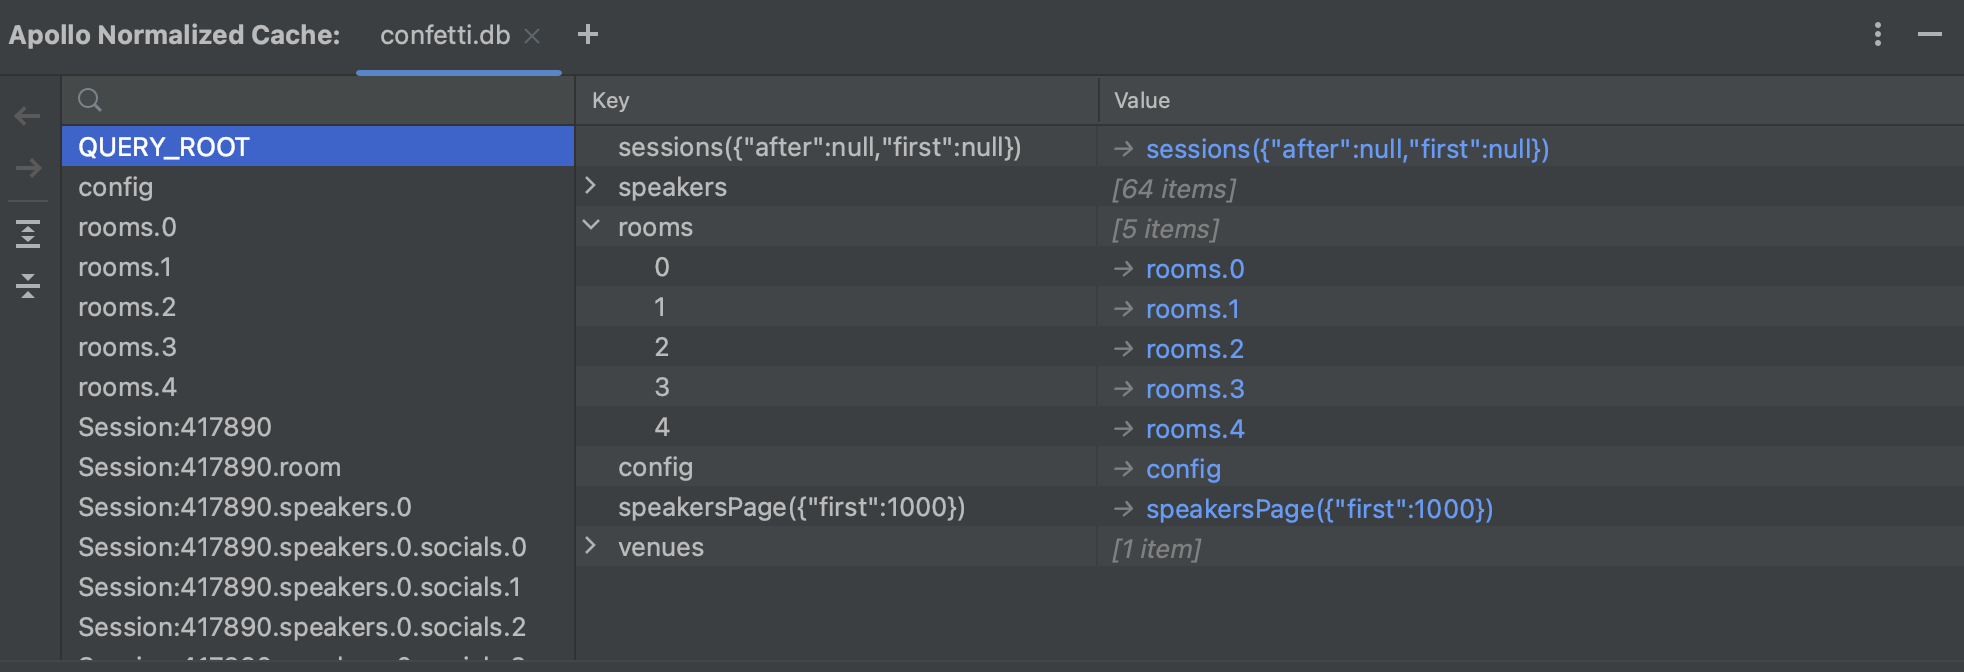 Apollo Normalized Cache: confetti.db
QUERY_ROOT
config
rooms.0
rooms.1
rooms.2
rooms.3
rooms.4
Session:417890
Session:417890.room
Session:417890.speakers.0
Session:417890.speakers.0.socials.0
Session:417890.speakers.0.socials.1
Session:417890.speakers.0.socials.2
Key Value
sessions({"after":null,"first":null}) → sessions({"after":null,"first":null})
speakers [64 items]
rooms [5 items]
0 → rooms.0
1 → rooms.1
2 → rooms.2
3 → rooms.3
4 → rooms.4
config → config
speakersPage({"first":1000}) → speakersPage({"first":1000})
venues [1 item]